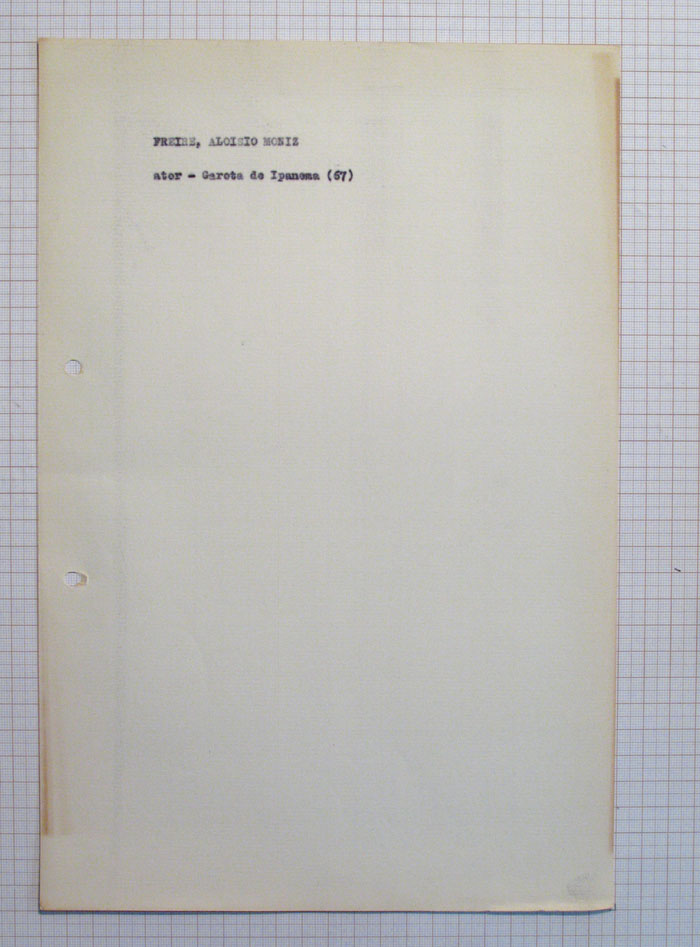 FREIRE, ALOISIO MONIZ
ator - Garota de Ipanema (67)